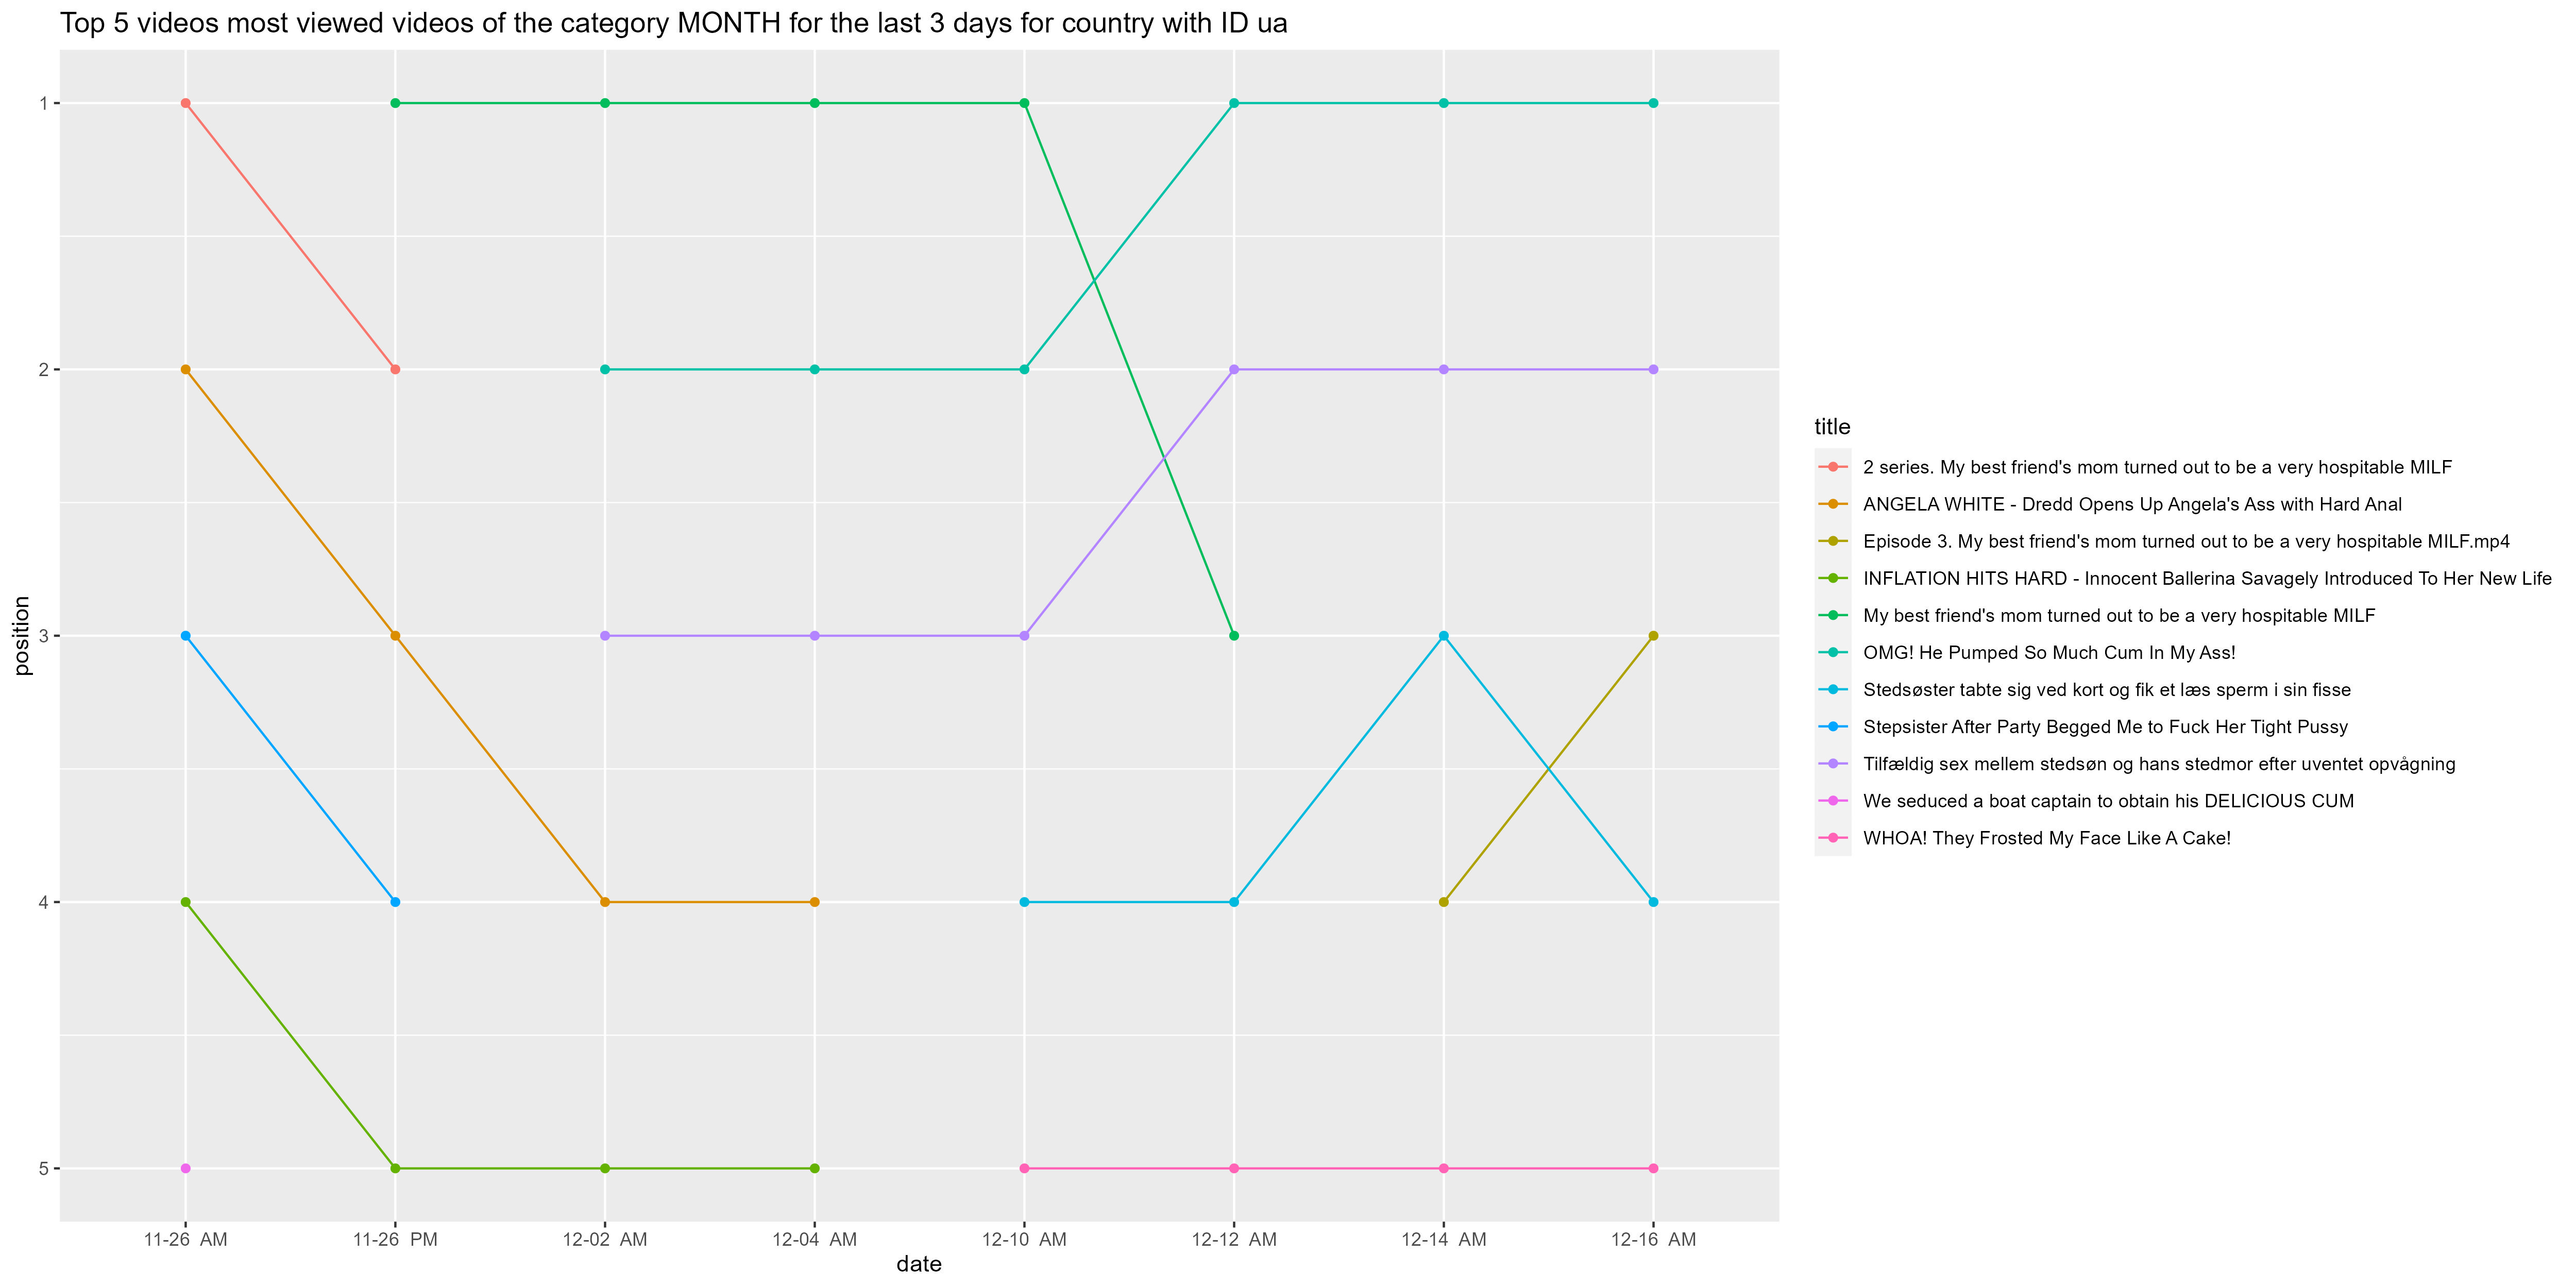 Top 5 videos most viewed videos of the category MONTH for the last 3 days for country with ID ua
position
1
2
3
4
5
11-26  AM
11-26  PM
12-02  AM
12-04  AM
12-10  AM
12-12  AM
12-14  AM
12-16  AM
date
title
2 series. My best friend's mom turned out to be a very hospitable MILF
ANGELA WHITE - Dredd Opens Up Angela's Ass with Hard Anal
Episode 3. My best friend's mom turned out to be a very hospitable MILF.mp4
INFLATION HITS HARD - Innocent Ballerina Savagely Introduced To Her New Life
My best friend's mom turned out to be a very hospitable MILF
OMG! He Pumped So Much Cum In My Ass!
Stedsøster tabte sig ved kort og fik et læs sperm i sin fisse
Stepsister After Party Begged Me to Fuck Her Tight Pussy
Tilfældig sex mellem stedsøn og hans stedmor efter uventet opvågning
We seduced a boat captain to obtain his DELICIOUS CUM
WHOA! They Frosted My Face Like A Cake!